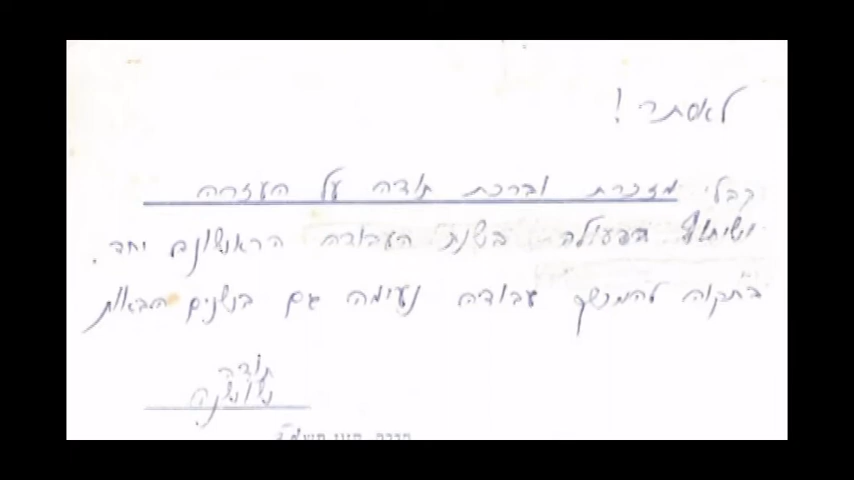 לאסתר!
קבלי מזכרת וברכת תודה על העזרה
ושיתוף הפעולה בשנת העבודה הראשונה יחד.
בתקוה להמשך עבודה נעימה גם בשנים הבאות
תודה
שושנה